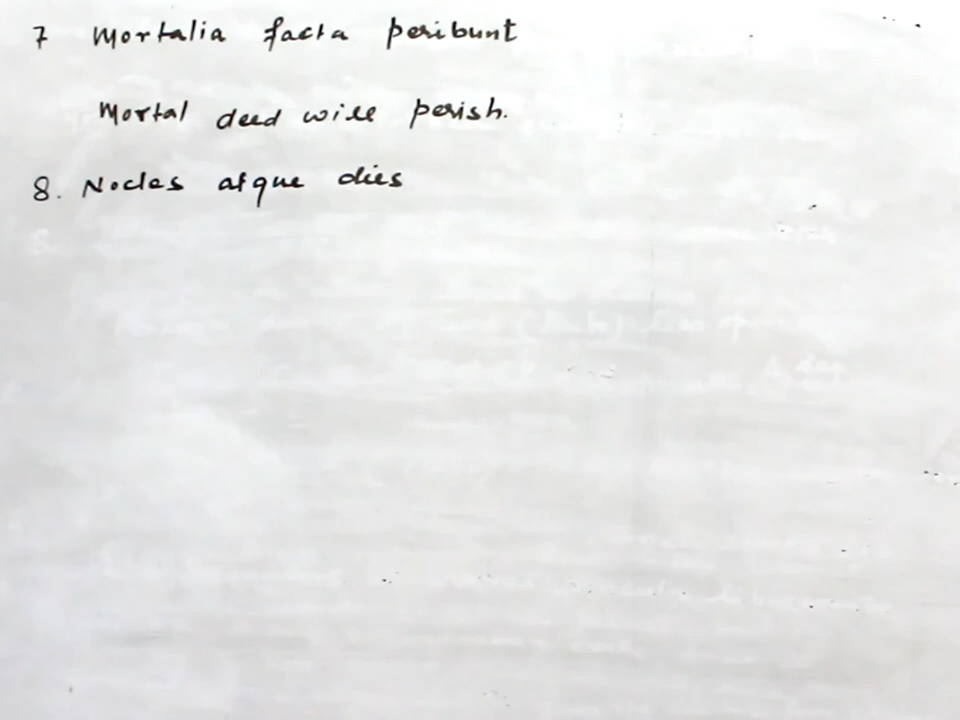 7 Mortalia facta peribunt
Mortal deed will perish.
8. Noctes atque dies